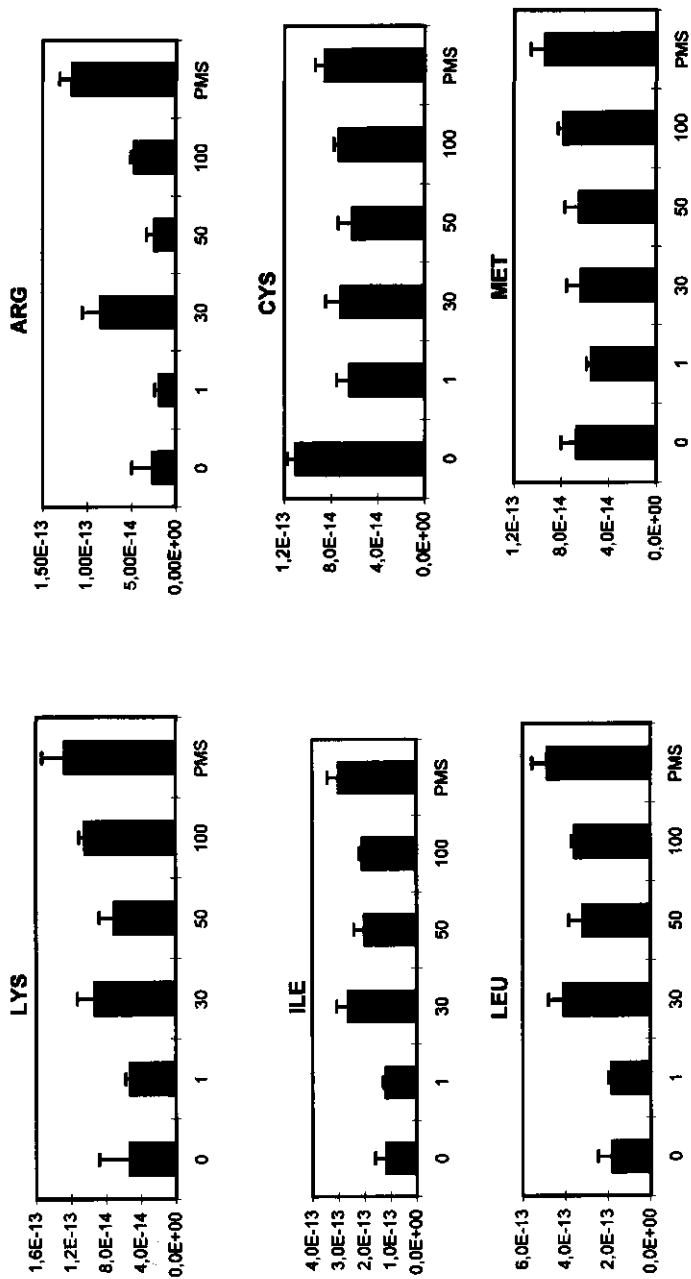 LYS
1,6E-13
1,2E-13
8,0E-14
4,0E-14
0,0E+00
0 1 30 50 100 PMS
ARG
1,50E-13
1,00E-13
5,00E-14
0,00E+00
0 1 30 50 100 PMS
ILE
4,0E-13
3,0E-13
2,0E-13
1,0E-13
0,0E+00
0 1 30 50 100 PMS
CYS
1,2E-13
8,0E-14
4,0E-14
0,0E+00
0 1 30 50 100 PMS
LEU
6,0E-13
4,0E-13
2,0E-13
0,0E+00
0 1 30 50 100 PMS
MET
1,2E-13
8,0E-14
4,0E-14
0,0E+00
0 1 30 50 100 PMS